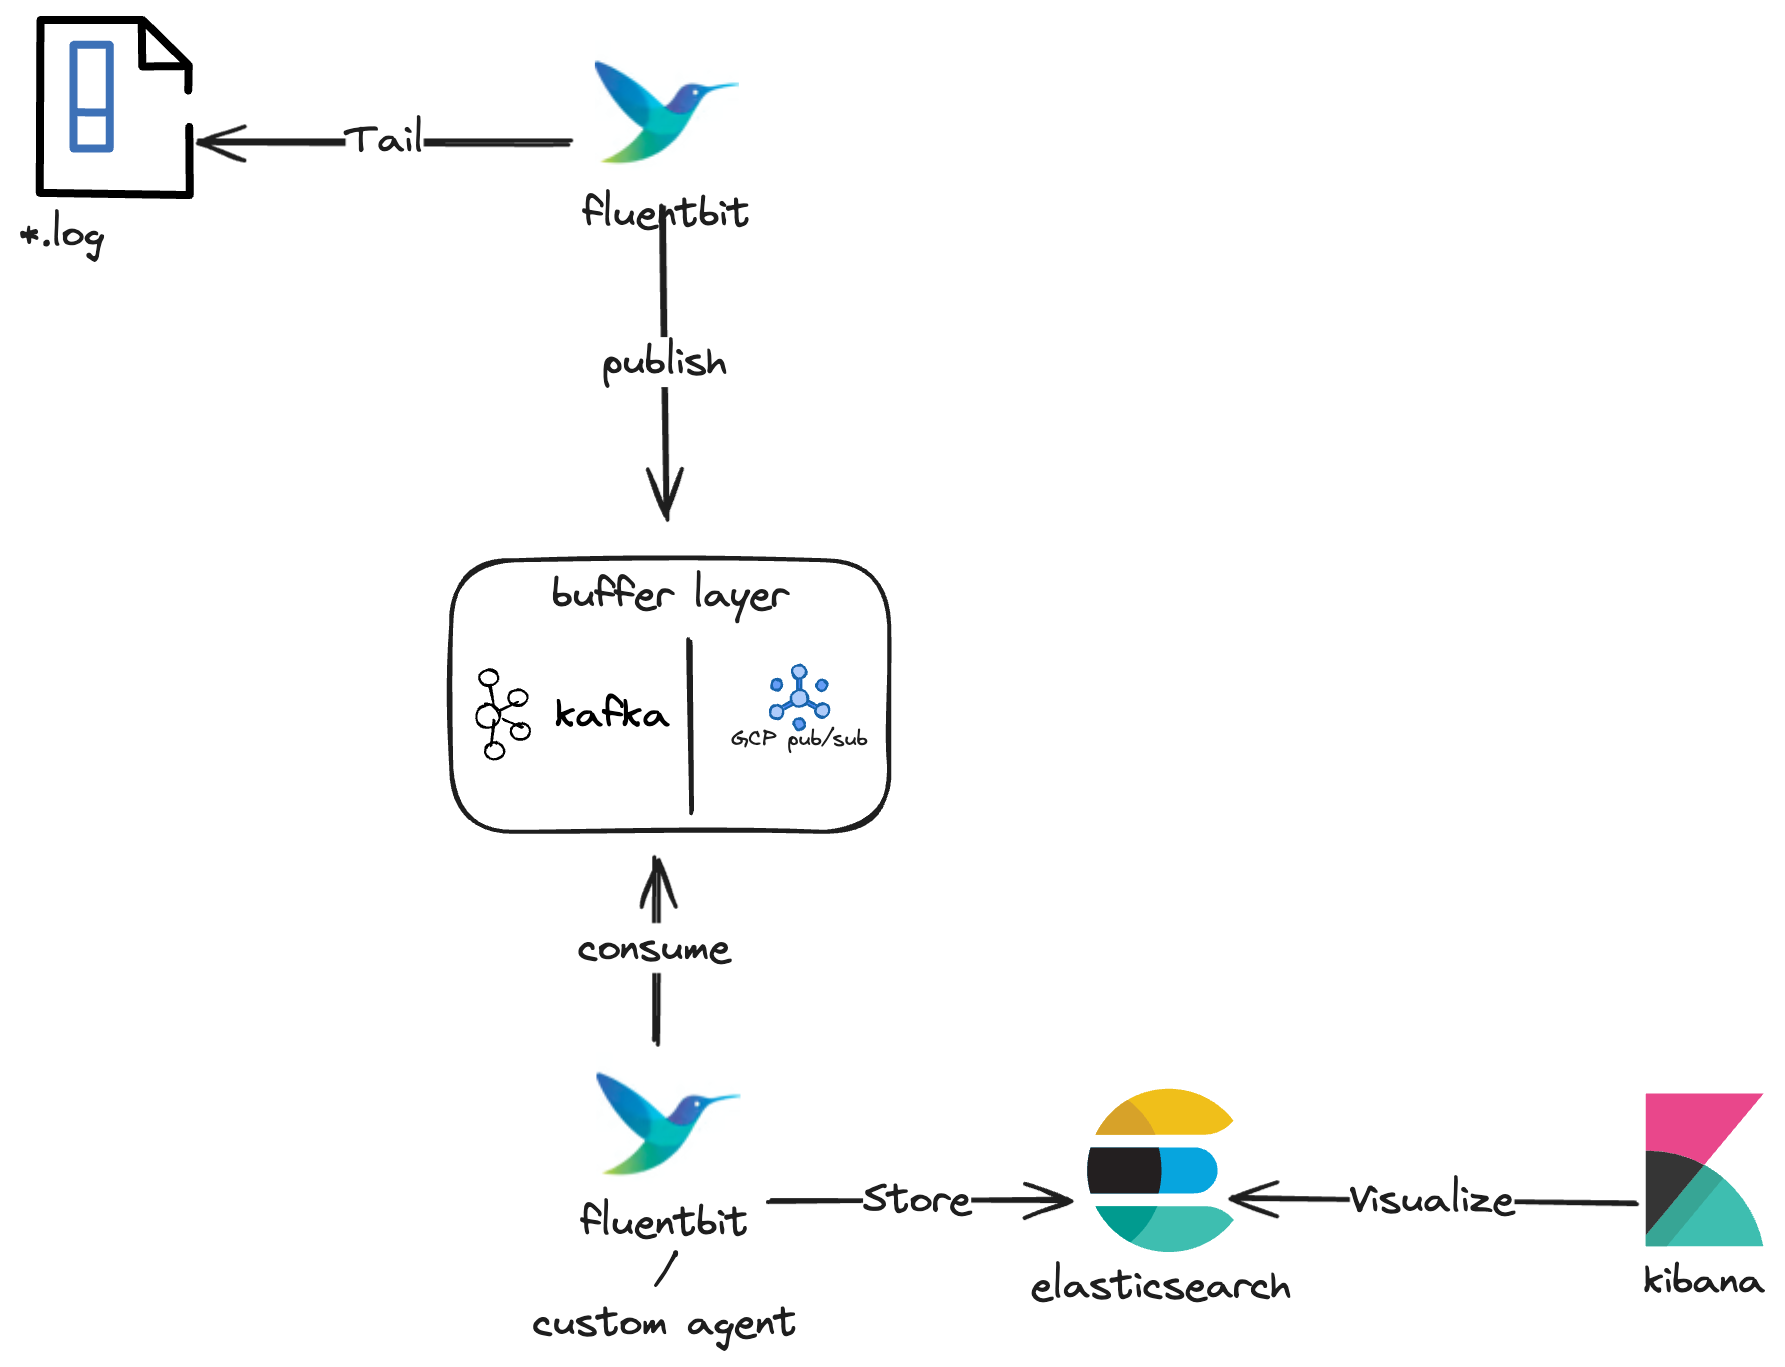 Tail
*.log
fluentbit
publish
buffer layer
kafka
GCP pub/sub
consume
fluentbit
/
custom agent
Store
elasticsearch
Visualize
kibana